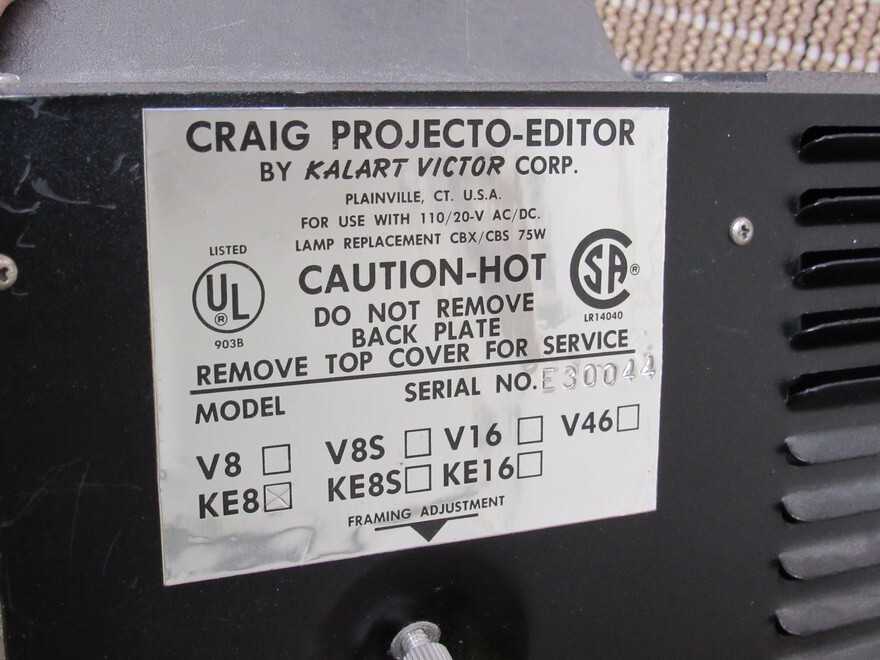 CRAIG PROJECTO-EDITOR
BY KALART VICTOR CORP.
PLAINVILLE, CT. U.S.A.
FOR USE WITH 110/20-V AC/DC.
LAMP REPLACEMENT CBX/CBS 75W
LISTED
UL ®
903B
CAUTION-HOT
DO NOT REMOVE
BACK PLATE
SA ®
LR14040
REMOVE TOP COVER FOR SERVICE
MODEL SERIAL NO. E30044
V8 V8S V16 V46
KE8 KE8S KE16
FRAMING ADJUSTMENT